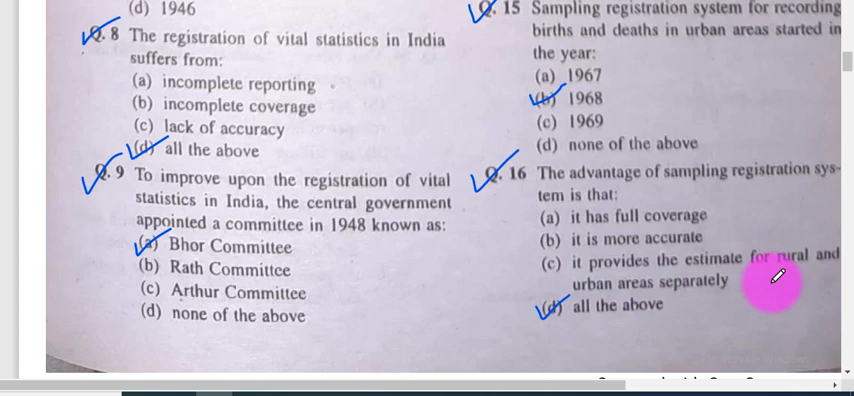 (d) 1946
Q. 8 The registration of vital statistics in India
suffers from:
(a) incomplete reporting
(b) incomplete coverage
(c) lack of accuracy
(d) all the above
Q. 9 To improve upon the registration of vital
statistics in India, the central government
appointed a committee in 1948 known as:
(a) Bhor Committee
(b) Rath Committee
(c) Arthur Committee
(d) none of the above
Q. 15 Sampling registration system for recording
births and deaths in urban areas started in
the year:
(a) 1967
(b) 1968
(c) 1969
(d) none of the above
Q. 16 The advantage of sampling registration sys-
tem is that:
(a) it has full coverage
(b) it is more accurate
(c) it provides the estimate for rural and
urban areas separately
(d) all the above